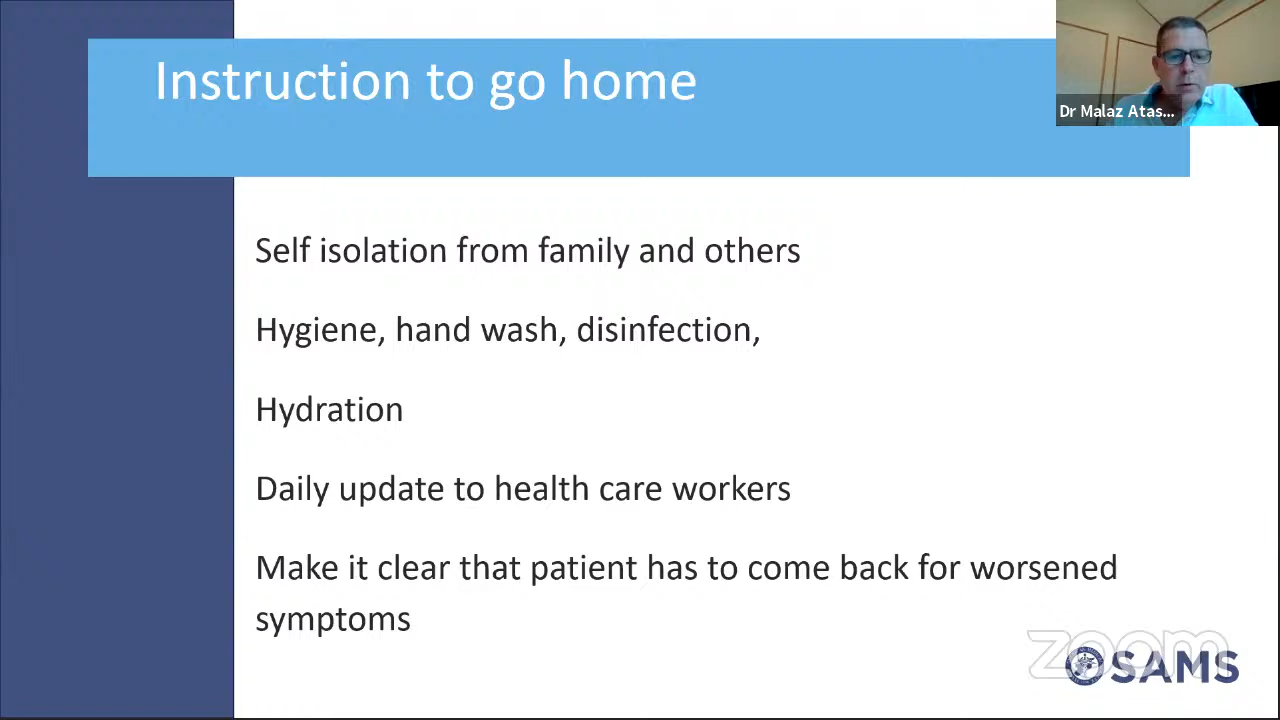 Instruction to go home
Dr Malaz Atas...
Self isolation from family and others
Hygiene, hand wash, disinfection,
Hydration
Daily update to health care workers
Make it clear that patient has to come back for worsened
symptoms
zoom
SAMS